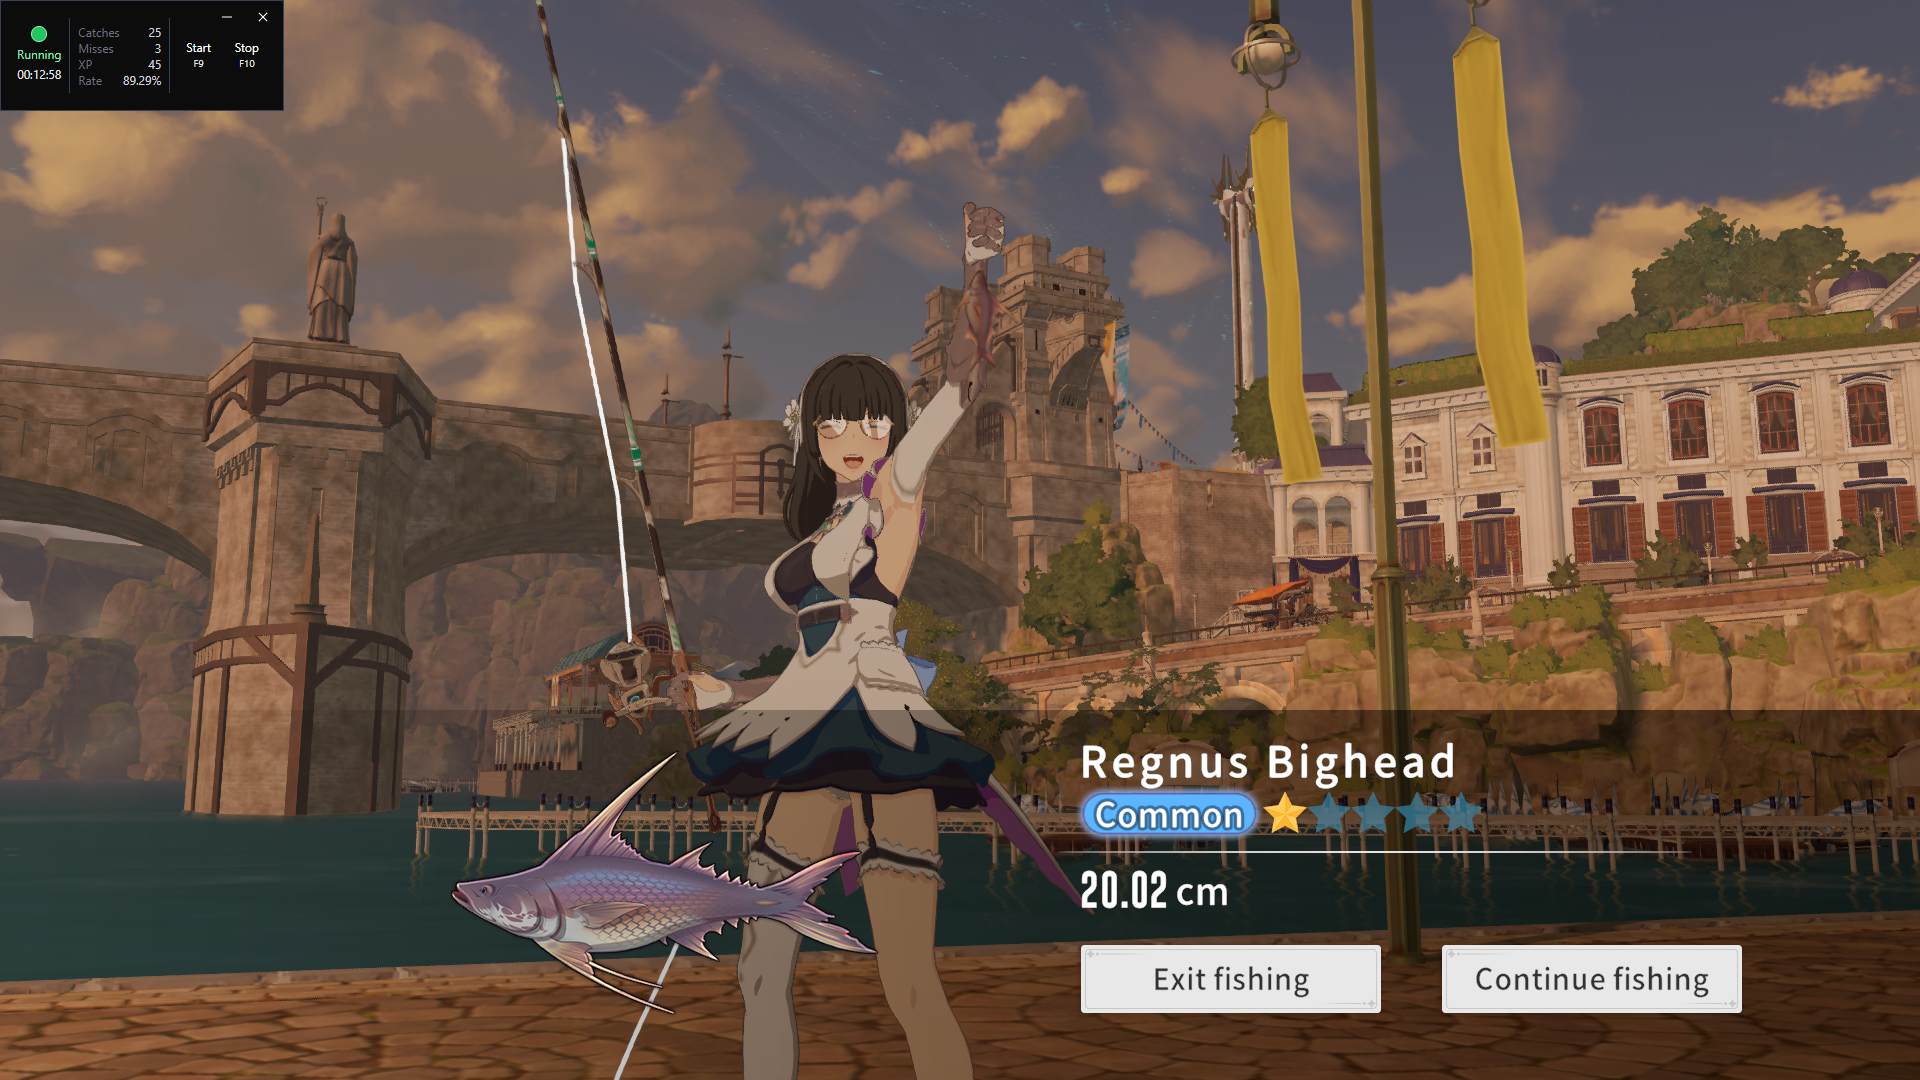 Running
00:12:58
Catches 25
Misses 3
XP 45
Rate 89.29%
Start
F9
Stop
F10
Regnus Bighead
Common
20.02 cm
Exit fishing
Continue fishing